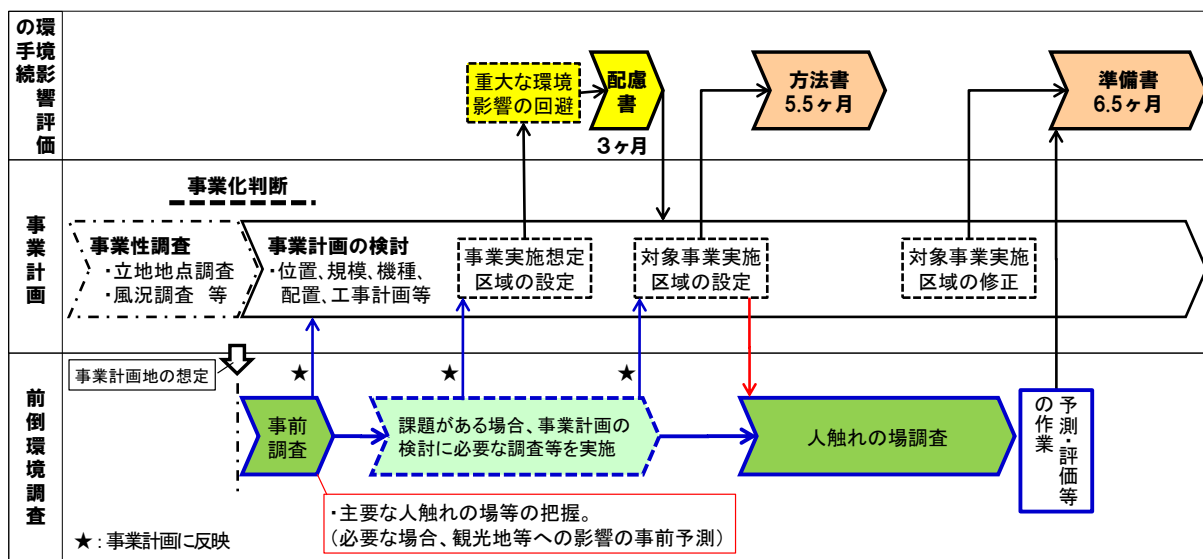 環境影響評価
の手続
重大な環境
影響の回避
配慮
書
3ヶ月
方法書
5.5ヶ月
準備書
6.5ヶ月
事業計画
事業化判断
事業性調査
・立地地点調査
・風況調査 等
事業計画の検討
・位置、規模、機種、
配置、工事計画等
事業実施想定
区域の設定
対象事業実施
区域の設定
対象事業実施
区域の修正
前倒環境調査
事業計画地の想定
★
★
★
事前
調査
課題がある場合、事業計画の
検討に必要な調査等を実施
人触れの場調査
予測・評価等
の作業
・主要な人触れの場等の把握。
(必要な場合、観光地等への影響の事前予測)
★:事業計画に反映